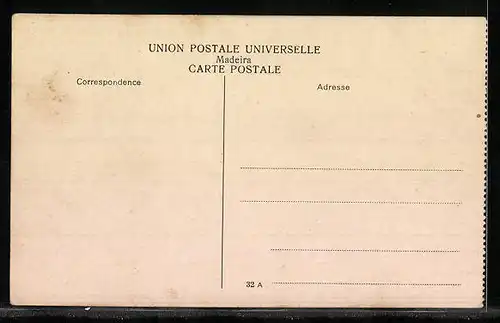 UNION POSTALE UNIVERSELLE
Madeira
CARTE POSTALE
Correspondence
Adresse
32 A